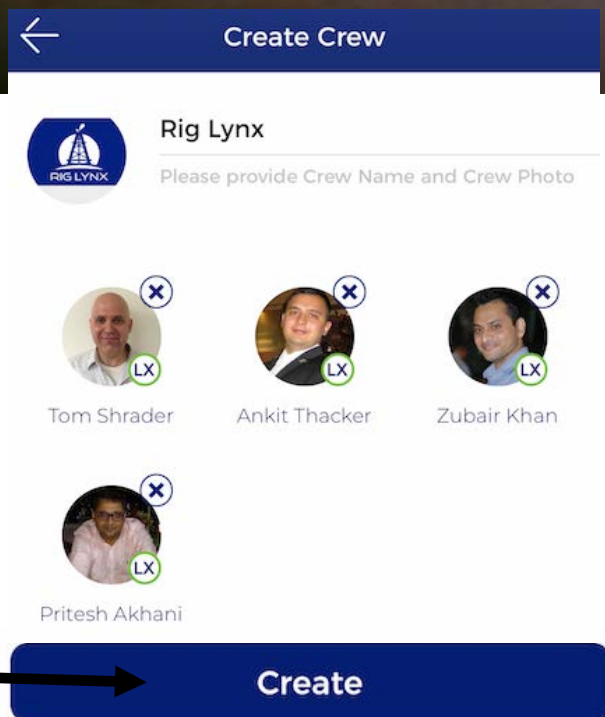 Create Crew
Rig Lynx
RIG LYNX
Please provide Crew Name and Crew Photo
LX
LX
LX
Tom Shrader
Ankit Thacker
Zubair Khan
LX
Pritesh Akhani
Create